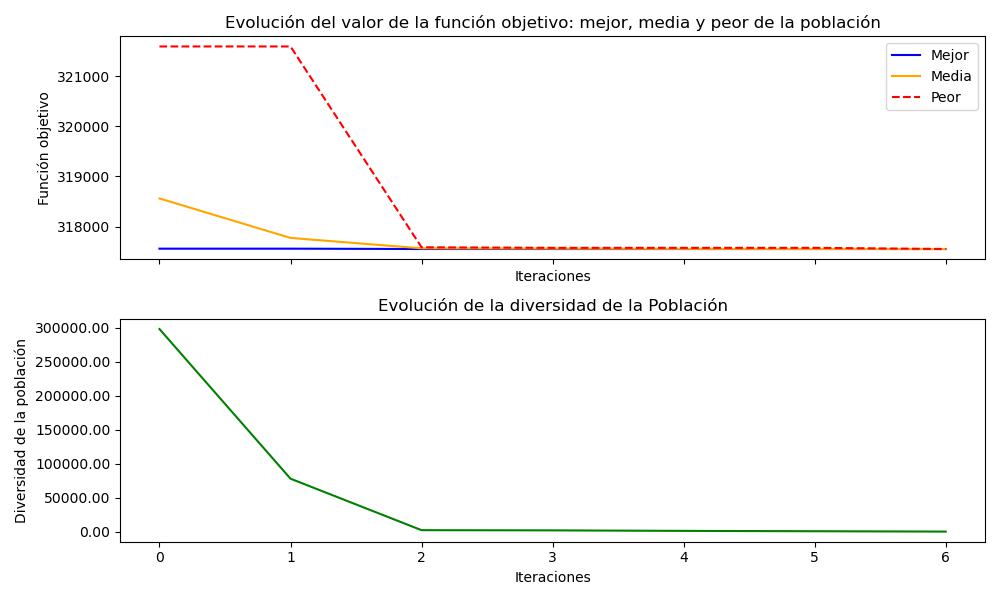 Evolución del valor de la función objetivo: mejor, media y peor de la población
Función objetivo
321000
320000
319000
318000
Mejor
Media
Peor
Iteraciones
Evolución de la diversidad de la Población
Diversidad de la población
300000.00
250000.00
200000.00
150000.00
100000.00
50000.00
0.00
0 1 2 3 4 5 6
Iteraciones